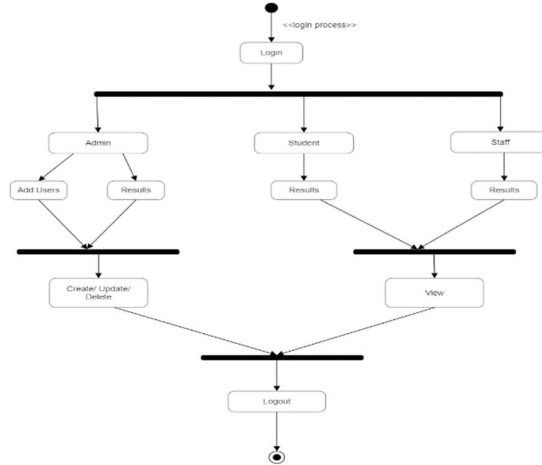 <<login process>>
Login
Admin
Student
Staff
Add Users
Results
Results
Results
Create/ Update/
Delete
View
Logout